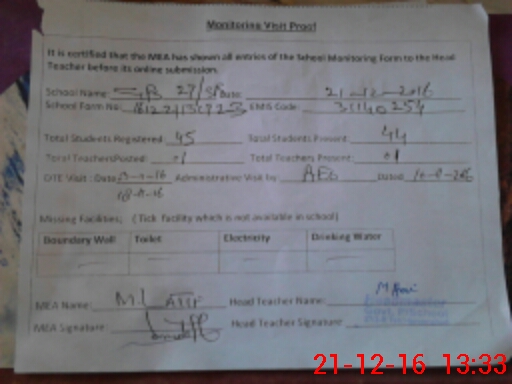 Monitoring Visit Proof
It is certified that the MEA has shown all entries of the School Monitoring Form to the Head
Teacher before its online submission.
School Name: 27/SP Date: 21-12-2016
School Form No: EMIS Code:
Total Students Registered: 45 Total Students Present: 44
Total Teachers Posted: 01 Total Teachers Present: 01
DTE Visit : Date Administrative Visit by: AEO Dated:
Missing Facilities: (Tick facility which is not available in school)
Boundary Wall Toilet Electricity Drinking Water
MEA Name: Head Teacher Name:
MEA Signature: Head Teacher Signature:
21-12-16 13:33